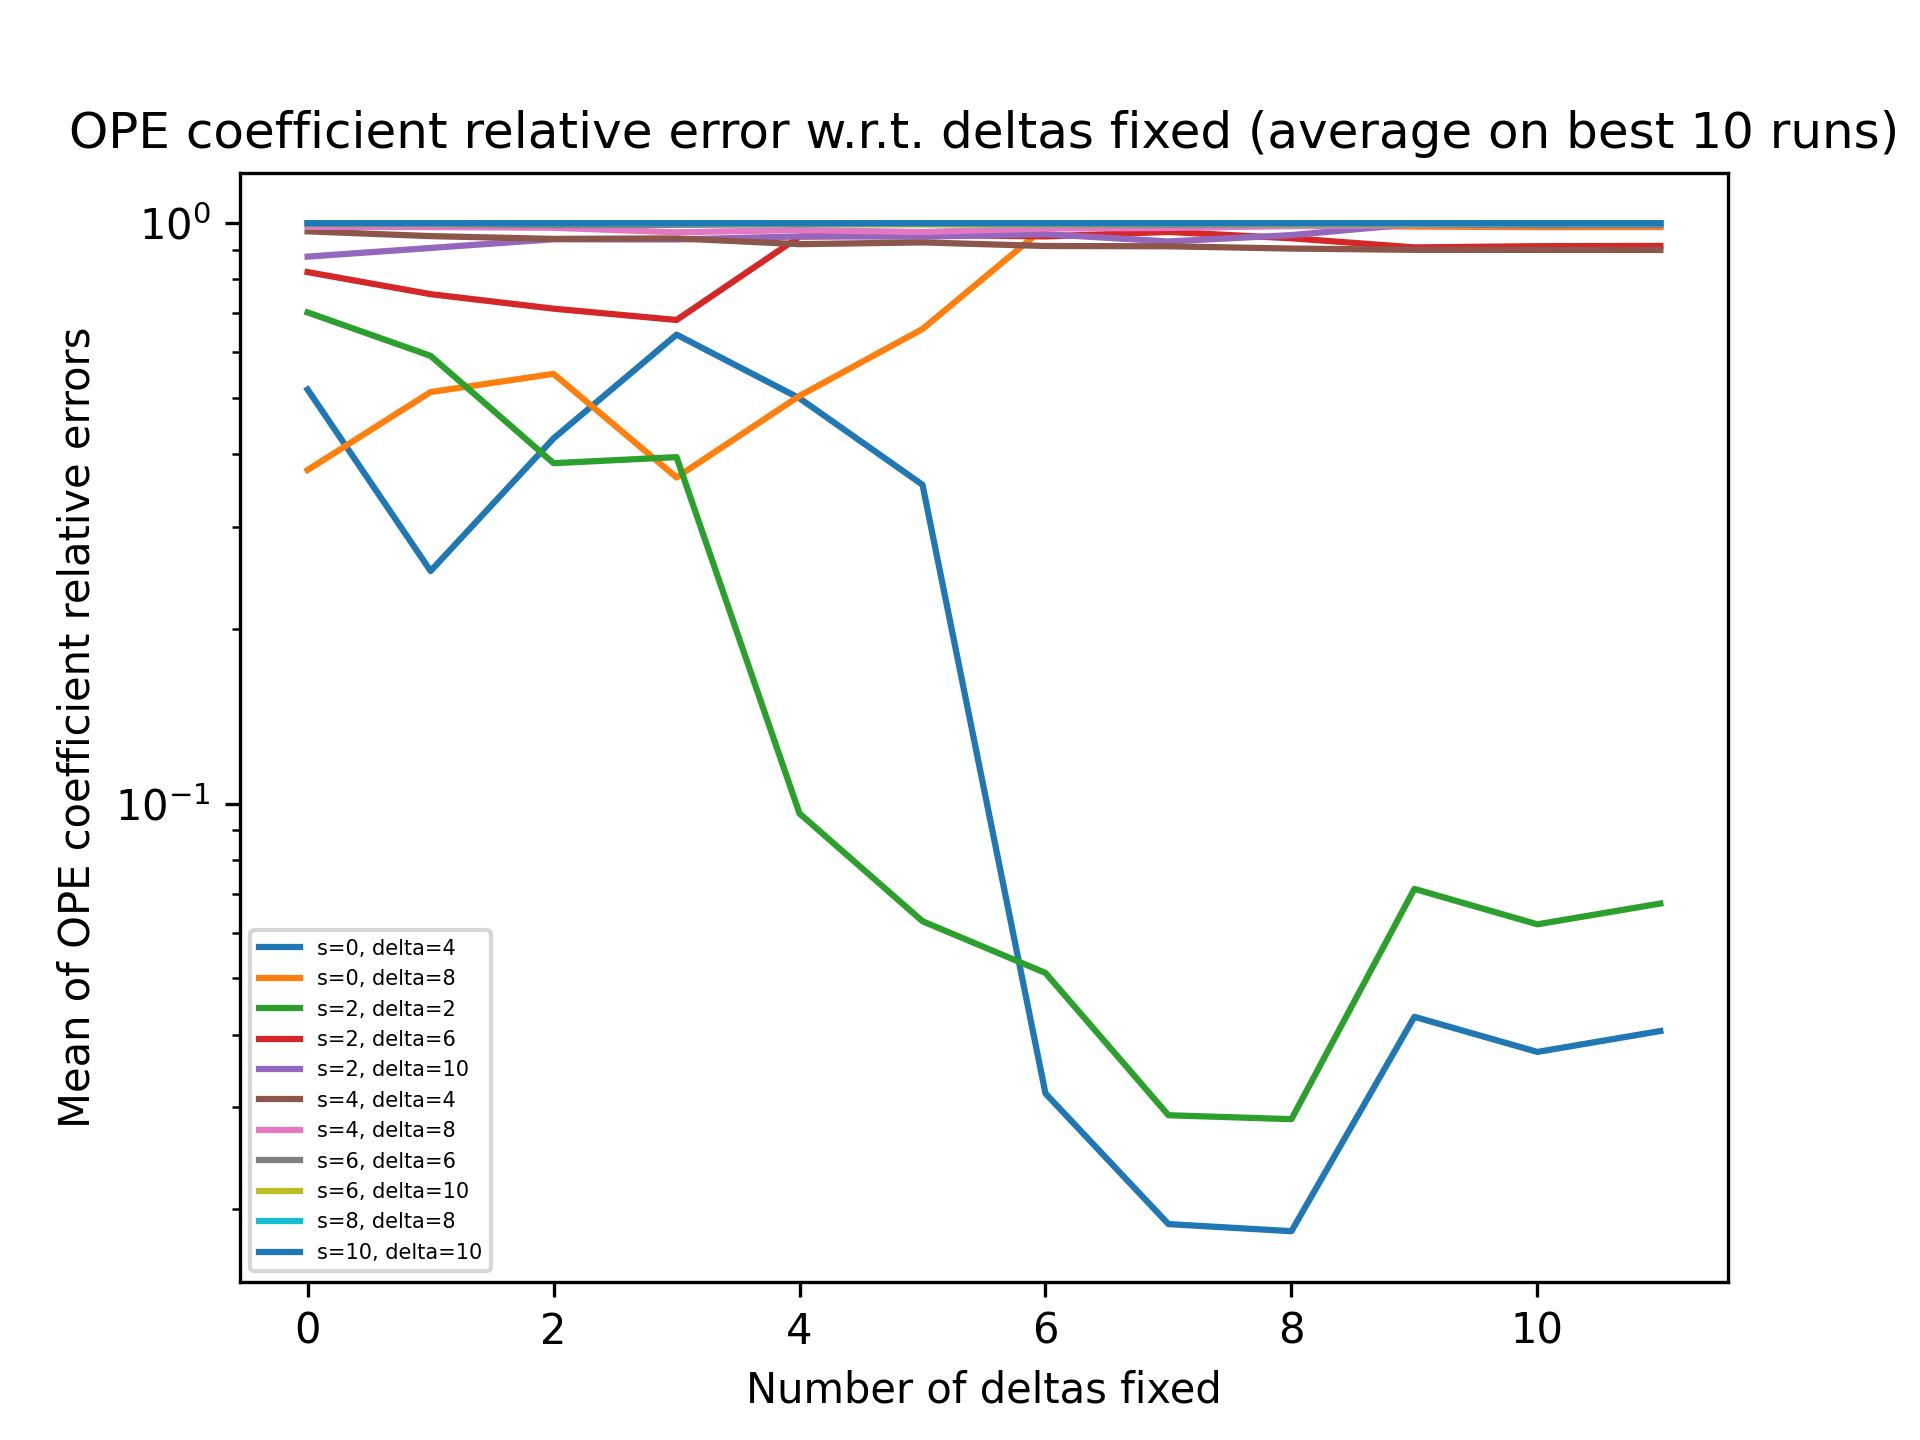 OPE coefficient relative error w.r.t. deltas fixed (average on best 10 runs)
Mean of OPE coefficient relative errors
10⁰
10⁻¹
s=0, delta=4
s=0, delta=8
s=2, delta=2
s=2, delta=6
s=2, delta=10
s=4, delta=4
s=4, delta=8
s=6, delta=6
s=6, delta=10
s=8, delta=8
s=10, delta=10
0 2 4 6 8 10
Number of deltas fixed